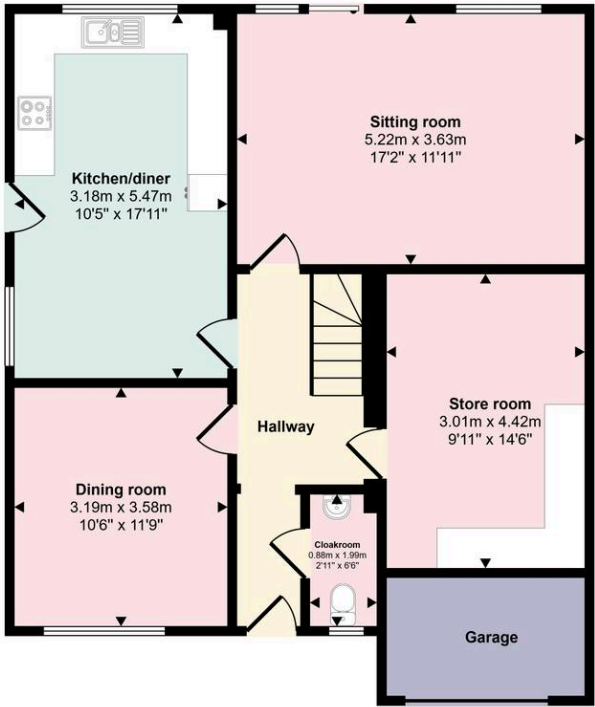 Sitting room
5.22m x 3.63m
17'2" x 11'11"
Kitchen/diner
3.18m x 5.47m
10'5" x 17'11"
Store room
3.01m x 4.42m
9'11" x 14'6"
Hallway
Dining room
3.19m x 3.58m
10'6" x 11'9"
Cloakroom
0.88m x 1.99m
2'11" x 6'6"
Garage